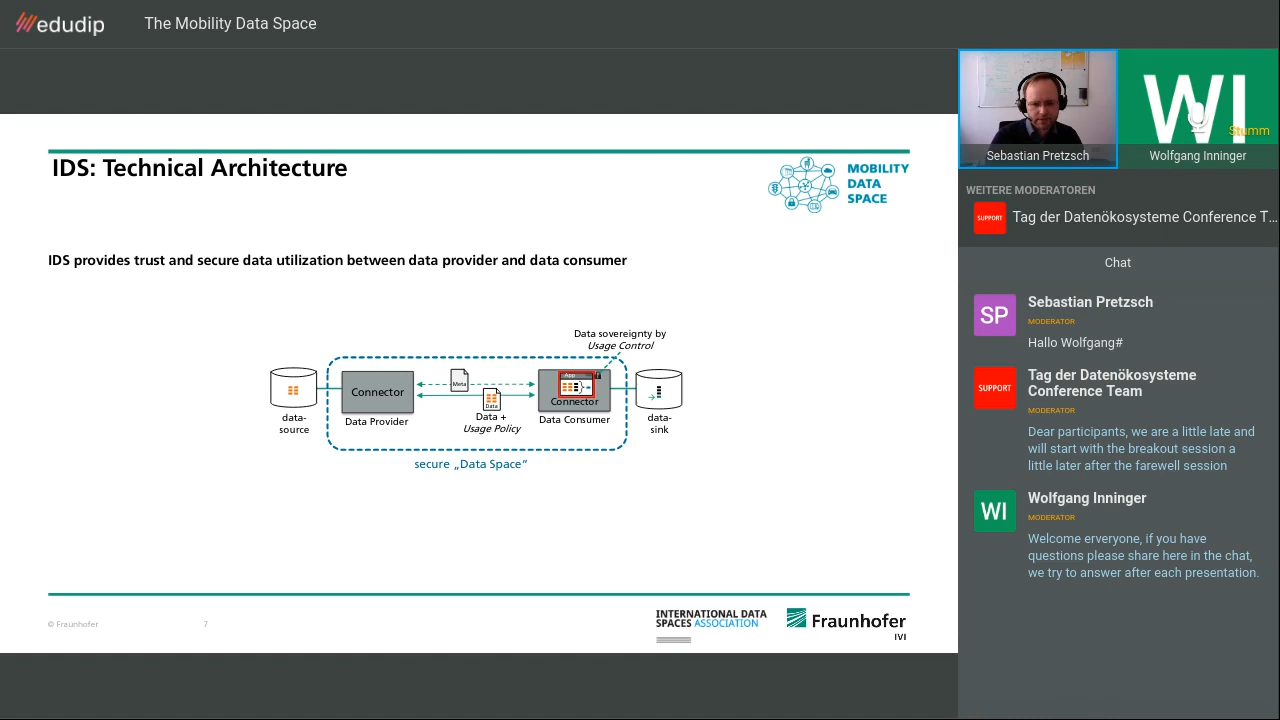 edudip
The Mobility Data Space
IDS: Technical Architecture
MOBILITY
DATA
SPACE
IDS provides trust and secure data utilization between data provider and data consumer
Data sovereignty by
Usage Control
Connector
Meta
Data
App
Connector
data-
source
Data Provider
Data +
Usage Policy
Data Consumer
data-
sink
secure „Data Space“
© Fraunhofer
7
INTERNATIONAL DATA
SPACES ASSOCIATION
Fraunhofer
IVI
Sebastian Pretzsch
WI
Stumm
Wolfgang Inninger
WEITERE MODERATOREN
SUPPORT
Tag der Datenökosysteme Conference T...
Chat
SP
Sebastian Pretzsch
MODERATOR
Hallo Wolfgang#
SUPPORT
Tag der Datenökosysteme
Conference Team
MODERATOR
Dear participants, we are a little late and
will start with the breakout session a
little later after the farewell session
WI
Wolfgang Inninger
MODERATOR
Welcome erveryone, if you have
questions please share here in the chat,
we try to answer after each presentation.